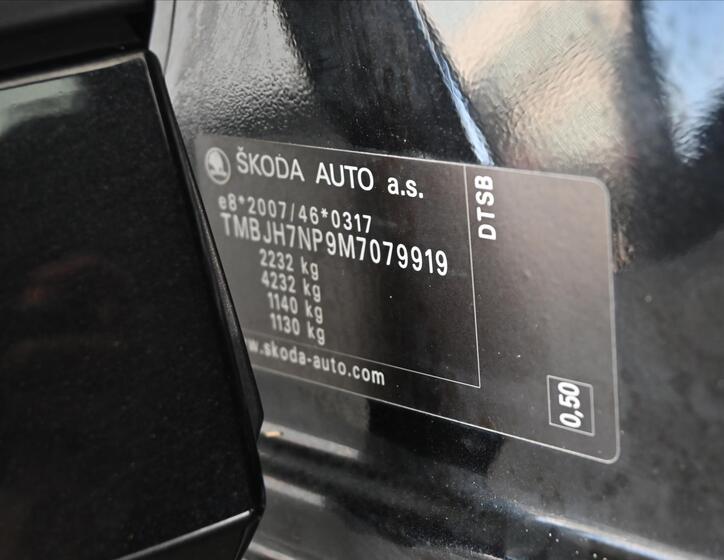 ŠKODA AUTO a.s.
e8*2007/46*0317
TMBJH7NP9M7079919
2232 kg
4232 kg
1140 kg
1130 kg
w.skoda-auto.com
DTSB
0,50